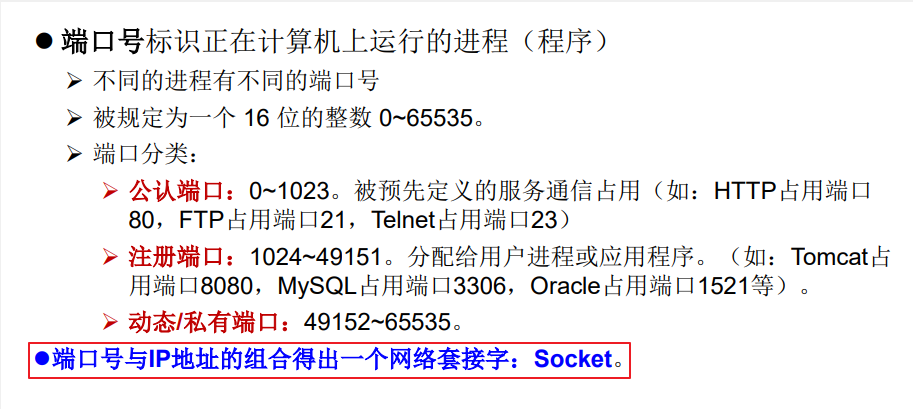 ●端口号标识正在计算机上运行的进程（程序）
➢ 不同的进程有不同的端口号
➢ 被规定为一个 16 位的整数 0~65535。
➢ 端口分类：
➢ 公认端口：0~1023。被预先定义的服务通信占用（如：HTTP占用端口
80，FTP占用端口21，Telnet占用端口23）
➢ 注册端口：1024~49151。分配给用户进程或应用程序。（如：Tomcat占
用端口8080，MySQL占用端口3306，Oracle占用端口1521等）。
➢ 动态/私有端口：49152~65535。
●端口号与IP地址的组合得出一个网络套接字：Socket。